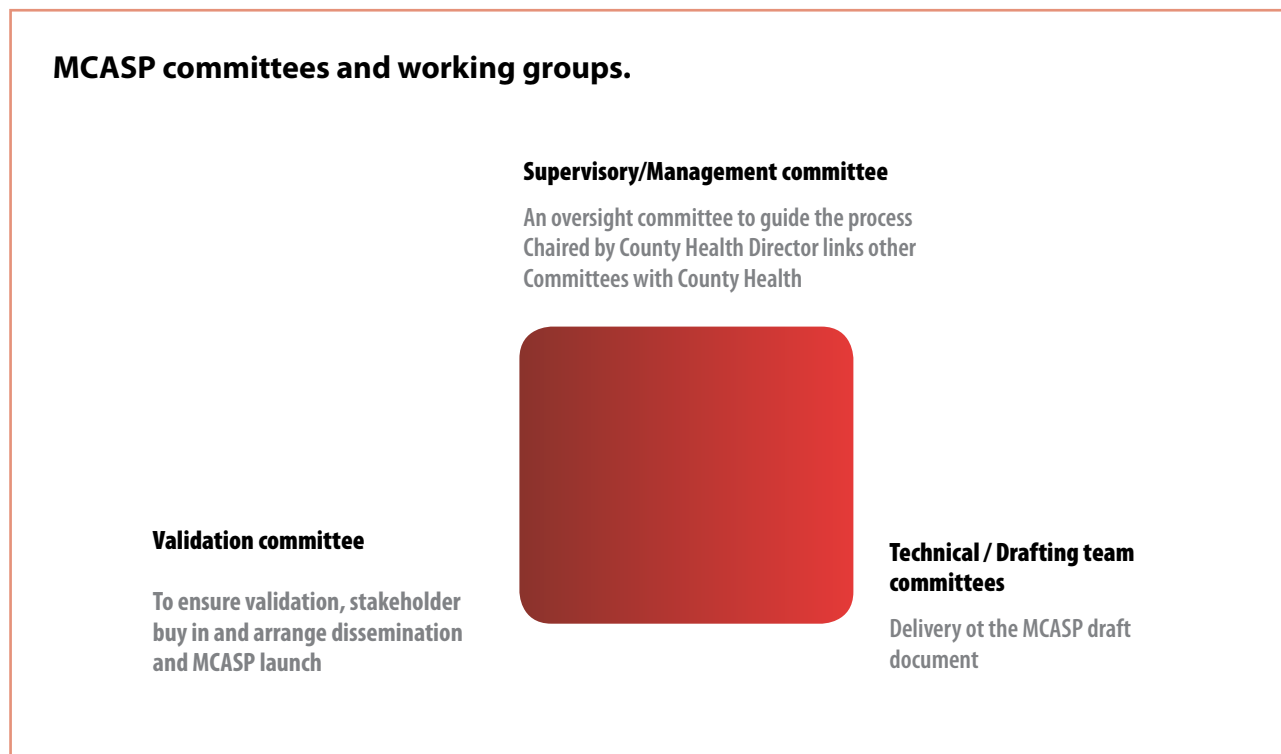 MCASP committees and working groups.
Supervisory/Management committee
An oversight committee to guide the process
Chaired by County Health Director links other
Committees with County Health
Validation committee
To ensure validation, stakeholder
buy in and arrange dissemination
and MCASP launch
Technical / Drafting team
committees
Delivery ot the MCASP draft
document